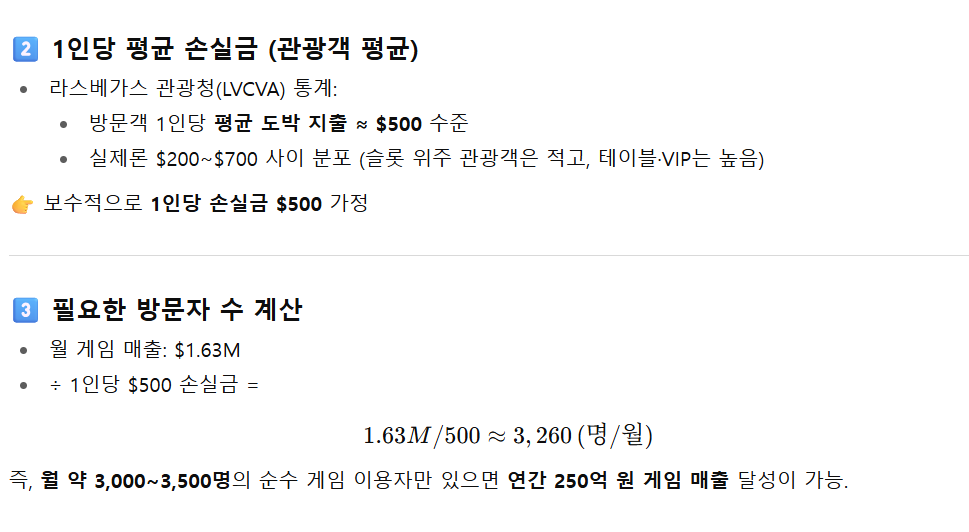 2️⃣ 1인당 평균 손실금 (관광객 평균)
• 라스베가스 관광청(LVCVA) 통계:
• 방문객 1인당 평균 도박 지출 ≈ $500 수준
• 실제론 $200~$700 사이 분포 (슬롯 위주 관광객은 적고, 테이블·VIP는 높음)
👉 보수적으로 1인당 손실금 $500 가정
3️⃣ 필요한 방문자 수 계산
• 월 게임 매출: $1.63M
• ÷ 1인당 $500 손실금 =
1.63M/500 ≈ 3,260 (명/월)
즉, 월 약 3,000~3,500명의 순수 게임 이용자만 있으면 연간 250억 원 게임 매출 달성이 가능.